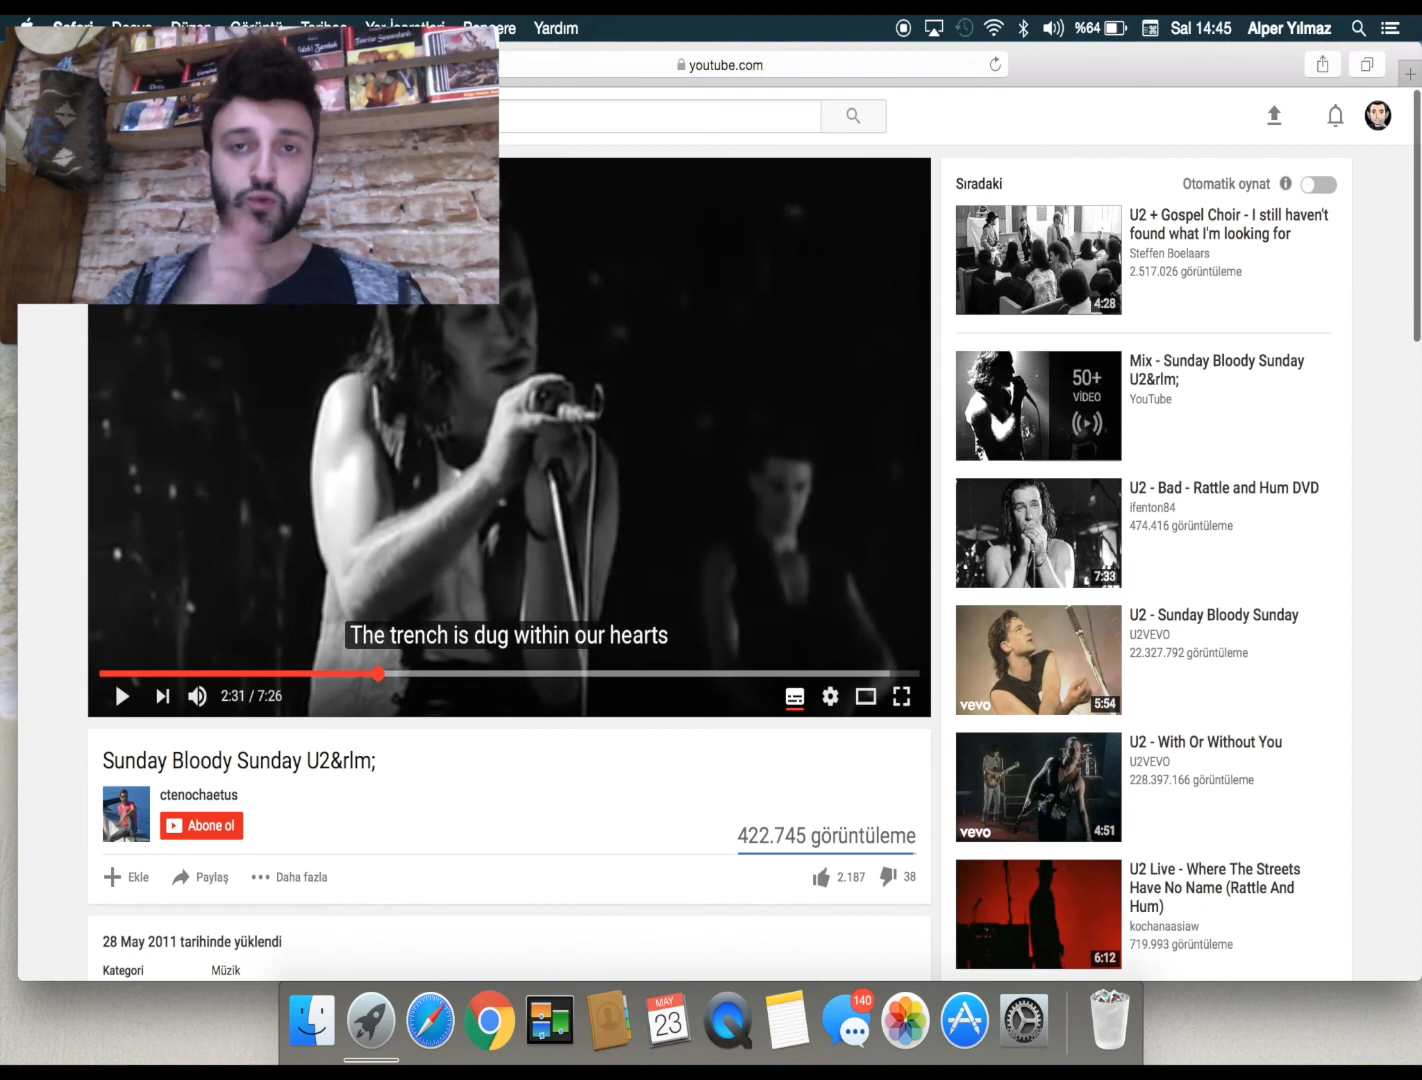 Yardım
%64
Sal 14:45
Alper Yılmaz
youtube.com
The trench is dug within our hearts
2:31 / 7:26
Sunday Bloody Sunday U2&rlm;
ctenochaetus
Abone ol
422.745 görüntüleme
Ekle
Paylaş
Daha fazla
2.187
38
28 May 2011 tarihinde yüklendi
Kategori
Müzik
Sıradaki
Otomatik oynat
U2 + Gospel Choir - I still haven't
found what I'm looking for
Steffen Boelaars
2.517.026 görüntüleme
4:28
50+
VİDEO
Mix - Sunday Bloody Sunday
U2&rlm;
YouTube
U2 - Bad - Rattle and Hum DVD
ifenton84
474.416 görüntüleme
7:33
U2 - Sunday Bloody Sunday
U2VEVO
22.327.792 görüntüleme
vevo
5:54
U2 - With Or Without You
U2VEVO
228.397.166 görüntüleme
vevo
4:51
U2 Live - Where The Streets
Have No Name (Rattle And
Hum)
kochanaasiaw
719.993 görüntüleme
6:12
MAY
23
140